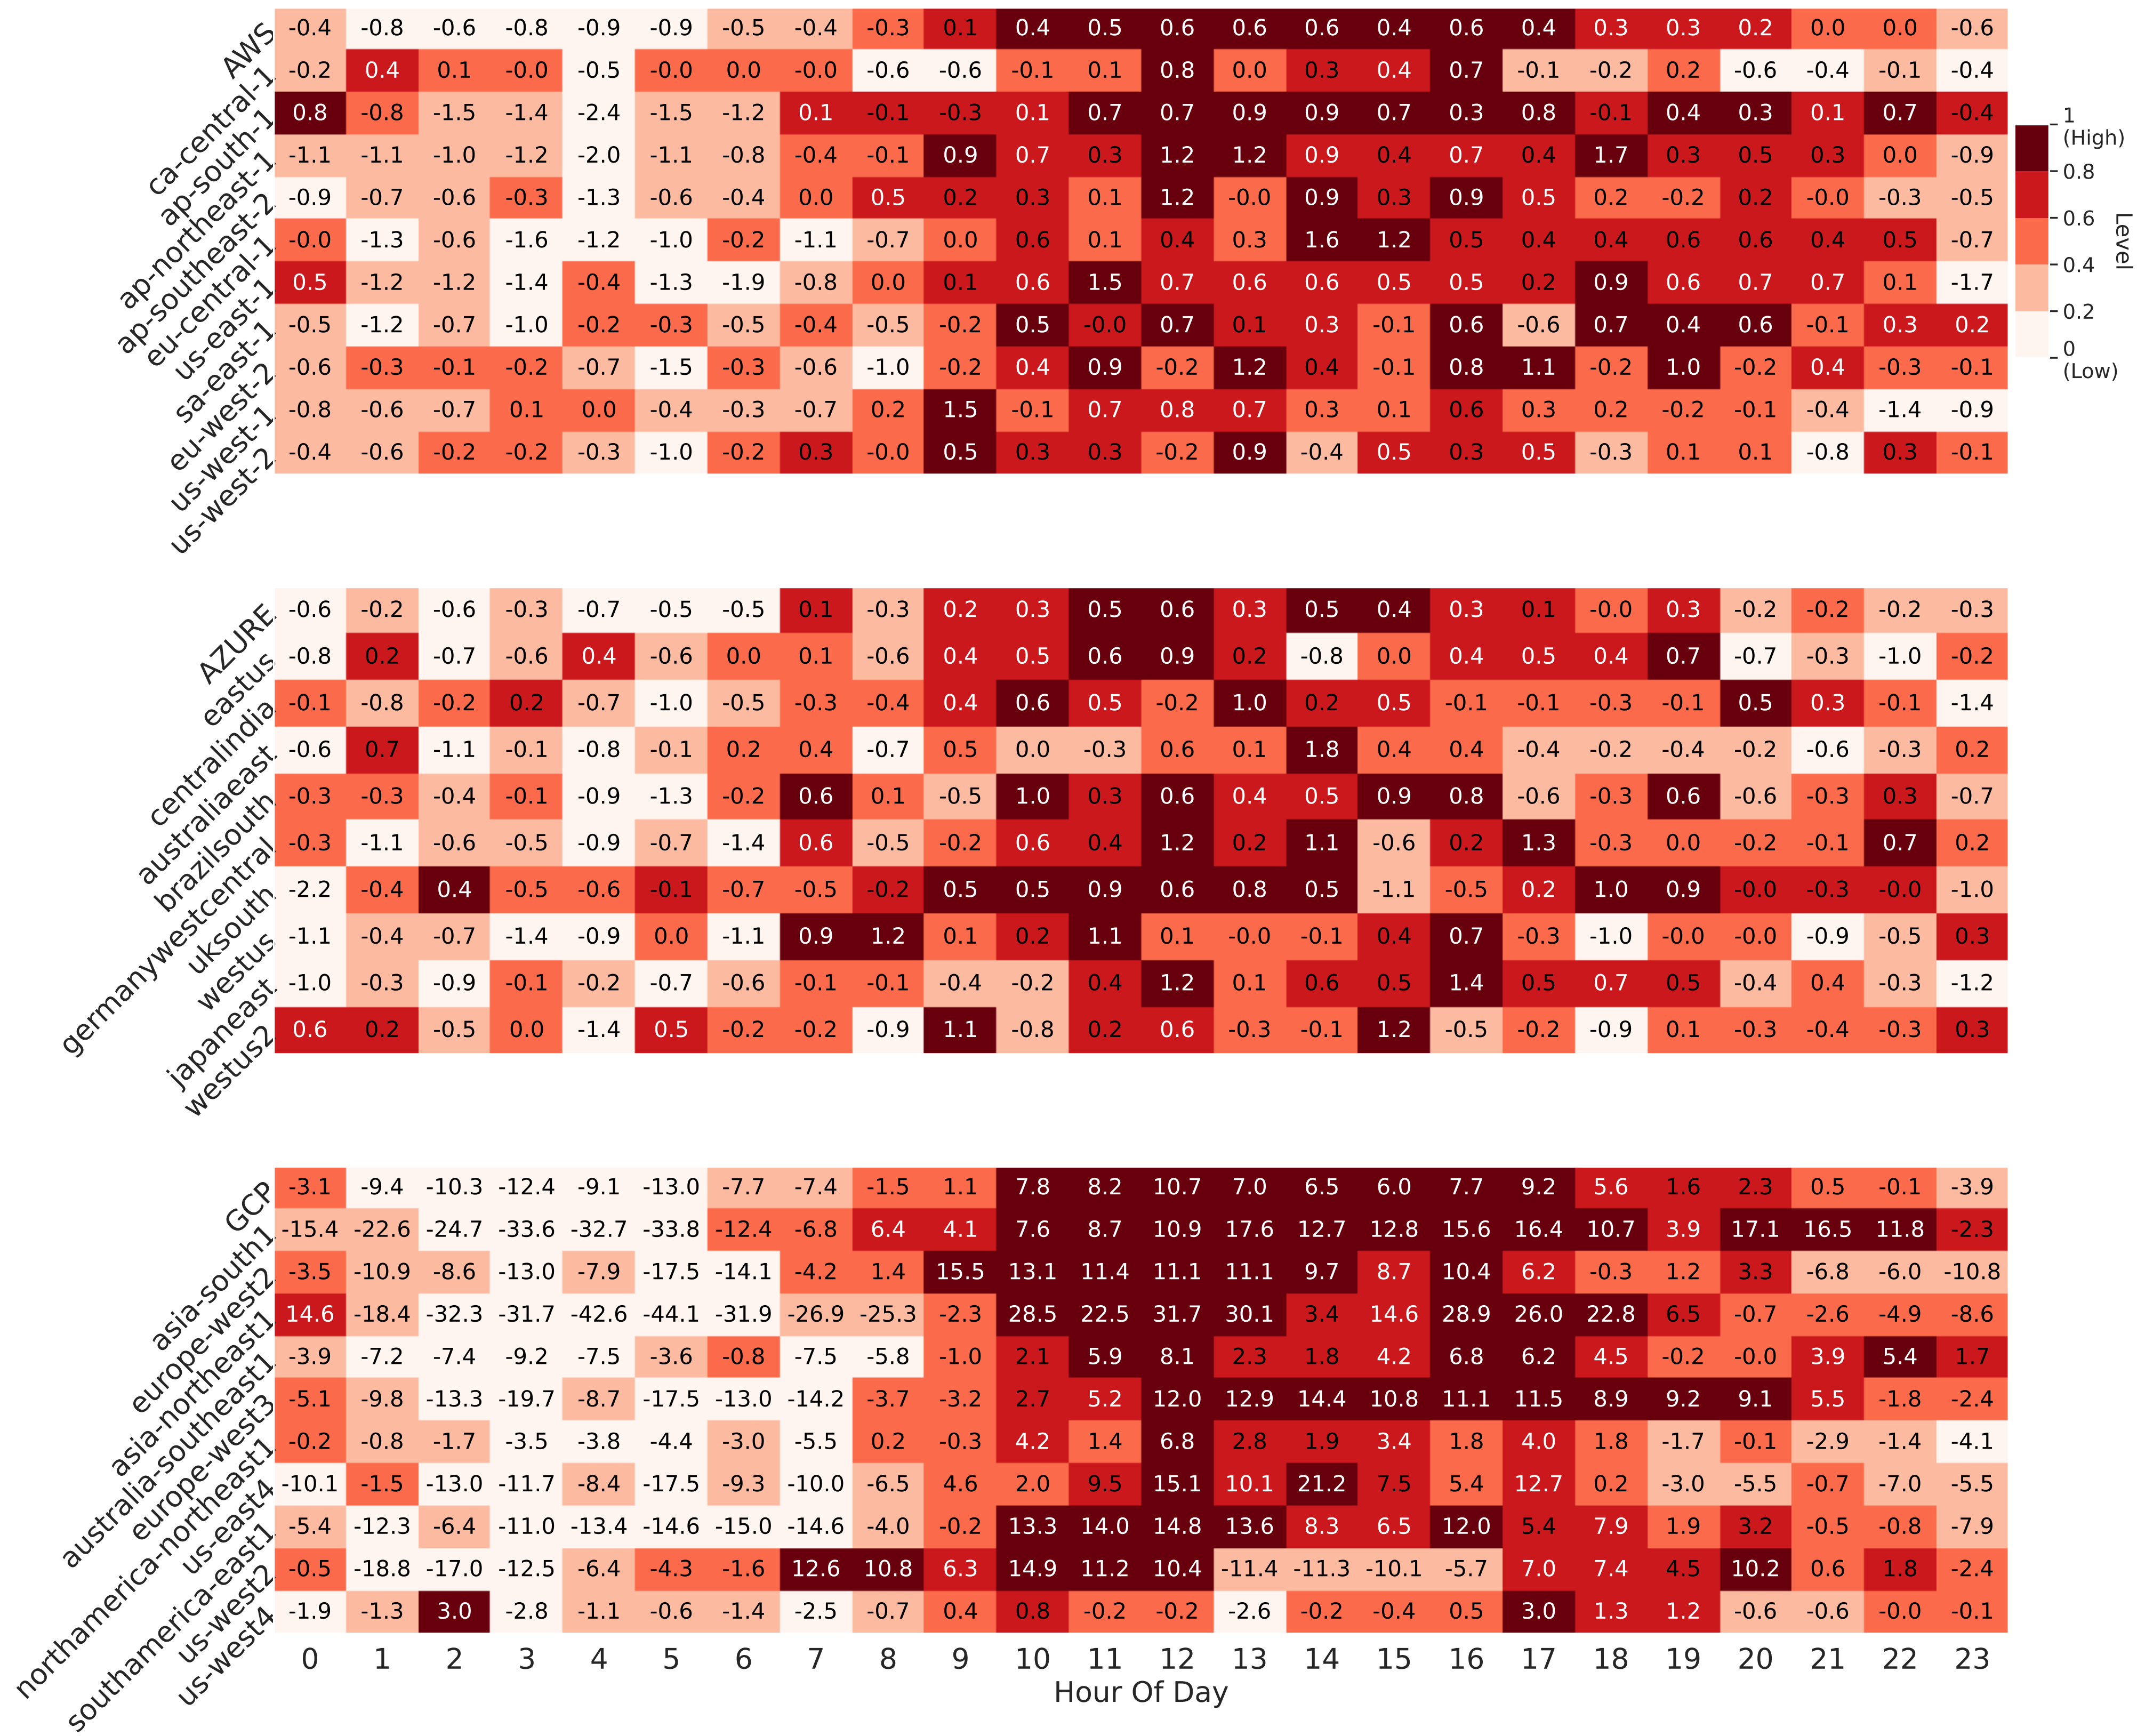 AWS -0.4 -0.8 -0.6 -0.8 -0.9 -0.9 -0.5 -0.4 -0.3 0.1 0.4 0.5 0.6 0.6 0.6 0.4 0.6 0.4 0.3 0.3 0.2 0.0 0.0 -0.6
ca-central-1 -0.2 0.4 0.1 -0.0 -0.5 -0.0 0.0 -0.0 -0.6 -0.6 -0.1 0.1 0.8 0.0 0.3 0.4 0.7 -0.1 -0.2 0.2 -0.6 -0.4 -0.1 -0.4
ap-south-1 0.8 -0.8 -1.5 -1.4 -2.4 -1.5 -1.2 0.1 -0.1 -0.3 0.1 0.7 0.7 0.9 0.9 0.7 0.3 0.8 -0.1 0.4 0.3 0.1 0.7 -0.4
ap-northeast-1 -1.1 -1.1 -1.0 -1.2 -2.0 -1.1 -0.8 -0.4 -0.1 0.9 0.7 0.3 1.2 1.2 0.9 0.4 0.7 0.4 1.7 0.3 0.5 0.3 0.0 -0.9
ap-southeast-2 -0.9 -0.7 -0.6 -0.3 -1.3 -0.6 -0.4 0.0 0.5 0.2 0.3 0.1 1.2 -0.0 0.9 0.3 0.9 0.5 0.2 -0.2 0.2 -0.0 -0.3 -0.5
eu-central-1 -0.0 -1.3 -0.6 -1.6 -1.2 -1.0 -0.2 -1.1 -0.7 0.0 0.6 0.1 0.4 0.3 1.6 1.2 0.5 0.4 0.4 0.6 0.6 0.4 0.5 -0.7
us-east-1 0.5 -1.2 -1.2 -1.4 -0.4 -1.3 -1.9 -0.8 0.0 0.1 0.6 1.5 0.7 0.6 0.6 0.5 0.5 0.2 0.9 0.6 0.7 0.7 0.1 -1.7
sa-east-1 -0.5 -1.2 -0.7 -1.0 -0.2 -0.3 -0.5 -0.4 -0.5 -0.2 0.5 -0.0 0.7 0.1 0.3 -0.1 0.6 -0.6 0.7 0.4 0.6 -0.1 0.3 0.2
eu-west-2 -0.6 -0.3 -0.1 -0.2 -0.7 -1.5 -0.3 -0.6 -1.0 -0.2 0.4 0.9 -0.2 1.2 0.4 -0.1 0.8 1.1 -0.2 1.0 -0.2 0.4 -0.3 -0.1
us-west-1 -0.8 -0.6 -0.7 0.1 0.0 -0.4 -0.3 -0.7 0.2 1.5 -0.1 0.7 0.8 0.7 0.3 0.1 0.6 0.3 0.2 -0.2 -0.1 -0.4 -1.4 -0.9
us-west-2 -0.4 -0.6 -0.2 -0.2 -0.3 -1.0 -0.2 0.3 -0.0 0.5 0.3 0.3 -0.2 0.9 -0.4 0.5 0.3 0.5 -0.3 0.1 0.1 -0.8 0.3 -0.1
1
(High)
0.8
0.6
0.4
0.2
0
(Low)
Level
AZURE -0.6 -0.2 -0.6 -0.3 -0.7 -0.5 -0.5 0.1 -0.3 0.2 0.3 0.5 0.6 0.3 0.5 0.4 0.3 0.1 -0.0 0.3 -0.2 -0.2 -0.2 -0.3
eastus -0.8 0.2 -0.7 -0.6 0.4 -0.6 0.0 0.1 -0.6 0.4 0.5 0.6 0.9 0.2 -0.8 0.0 0.4 0.5 0.4 0.7 -0.7 -0.3 -1.0 -0.2
centralindia -0.1 -0.8 -0.2 0.2 -0.7 -1.0 -0.5 -0.3 -0.4 0.4 0.6 0.5 -0.2 1.0 0.2 0.5 -0.1 -0.1 -0.3 -0.1 0.5 0.3 -0.1 -1.4
australiaeast -0.6 0.7 -1.1 -0.1 -0.8 -0.1 0.2 0.4 -0.7 0.5 0.0 -0.3 0.6 0.1 1.8 0.4 0.4 -0.4 -0.2 -0.4 -0.2 -0.6 -0.3 0.2
brazilsouth -0.3 -0.3 -0.4 -0.1 -0.9 -1.3 -0.2 0.6 0.1 -0.5 1.0 0.3 0.6 0.4 0.5 0.9 0.8 -0.6 -0.3 0.6 -0.6 -0.3 0.3 -0.7
germanywestcentral -0.3 -1.1 -0.6 -0.5 -0.9 -0.7 -1.4 0.6 -0.5 -0.2 0.6 0.4 1.2 0.2 1.1 -0.6 0.2 1.3 -0.3 0.0 -0.2 -0.1 0.7 0.2
uksouth -2.2 -0.4 0.4 -0.5 -0.6 -0.1 -0.7 -0.5 -0.2 0.5 0.5 0.9 0.6 0.8 0.5 -1.1 -0.5 0.2 1.0 0.9 -0.0 -0.3 -0.0 -1.0
westus -1.1 -0.4 -0.7 -1.4 -0.9 0.0 -1.1 0.9 1.2 0.1 0.2 1.1 0.1 -0.0 -0.1 0.4 0.7 -0.3 -1.0 -0.0 -0.0 -0.9 -0.5 0.3
japaneast -1.0 -0.3 -0.9 -0.1 -0.2 -0.7 -0.6 -0.1 -0.1 -0.4 -0.2 0.4 1.2 0.1 0.6 0.5 1.4 0.5 0.7 0.5 -0.4 0.4 -0.3 -1.2
westus2 0.6 0.2 -0.5 0.0 -1.4 0.5 -0.2 -0.2 -0.9 1.1 -0.8 0.2 0.6 -0.3 -0.1 1.2 -0.5 -0.2 -0.9 0.1 -0.3 -0.4 -0.3 0.3
GCP -3.1 -9.4 -10.3 -12.4 -9.1 -13.0 -7.7 -7.4 -1.5 1.1 7.8 8.2 10.7 7.0 6.5 6.0 7.7 9.2 5.6 1.6 2.3 0.5 -0.1 -3.9
asia-south1 -15.4 -22.6 -24.7 -33.6 -32.7 -33.8 -12.4 -6.8 6.4 4.1 7.6 8.7 10.9 17.6 12.7 12.8 15.6 16.4 10.7 3.9 17.1 16.5 11.8 -2.3
europe-west2 -3.5 -10.9 -8.6 -13.0 -7.9 -17.5 -14.1 -4.2 1.4 15.5 13.1 11.4 11.1 11.1 9.7 8.7 10.4 6.2 -0.3 1.2 3.3 -6.8 -6.0 -10.8
asia-northeast1 14.6 -18.4 -32.3 -31.7 -42.6 -44.1 -31.9 -26.9 -25.3 -2.3 28.5 22.5 31.7 30.1 3.4 14.6 28.9 26.0 22.8 6.5 -0.7 -2.6 -4.9 -8.6
australia-southeast1 -3.9 -7.2 -7.4 -9.2 -7.5 -3.6 -0.8 -7.5 -5.8 -1.0 2.1 5.9 8.1 2.3 1.8 4.2 6.8 6.2 4.5 -0.2 -0.0 3.9 5.4 1.7
europe-west3 -5.1 -9.8 -13.3 -19.7 -8.7 -17.5 -13.0 -14.2 -3.7 -3.2 2.7 5.2 12.0 12.9 14.4 10.8 11.1 11.5 8.9 9.2 9.1 5.5 -1.8 -2.4
northamerica-northeast1 -0.2 -0.8 -1.7 -3.5 -3.8 -4.4 -3.0 -5.5 0.2 -0.3 4.2 1.4 6.8 2.8 1.9 3.4 1.8 4.0 1.8 -1.7 -0.1 -2.9 -1.4 -4.1
us-east4 -10.1 -1.5 -13.0 -11.7 -8.4 -17.5 -9.3 -10.0 -6.5 4.6 2.0 9.5 15.1 10.1 21.2 7.5 5.4 12.7 0.2 -3.0 -5.5 -0.7 -7.0 -5.5
southamerica-east1 -5.4 -12.3 -6.4 -11.0 -13.4 -14.6 -15.0 -14.6 -4.0 -0.2 13.3 14.0 14.8 13.6 8.3 6.5 12.0 5.4 7.9 1.9 3.2 -0.5 -0.8 -7.9
us-west2 -0.5 -18.8 -17.0 -12.5 -6.4 -4.3 -1.6 12.6 10.8 6.3 14.9 11.2 10.4 -11.4 -11.3 -10.1 -5.7 7.0 7.4 4.5 10.2 0.6 1.8 -2.4
us-west4 -1.9 -1.3 3.0 -2.8 -1.1 -0.6 -1.4 -2.5 -0.7 0.4 0.8 -0.2 -0.2 -2.6 -0.2 -0.4 0.5 3.0 1.3 1.2 -0.6 -0.6 -0.0 -0.1
0 1 2 3 4 5 6 7 8 9 10 11 12 13 14 15 16 17 18 19 20 21 22 23
Hour Of Day